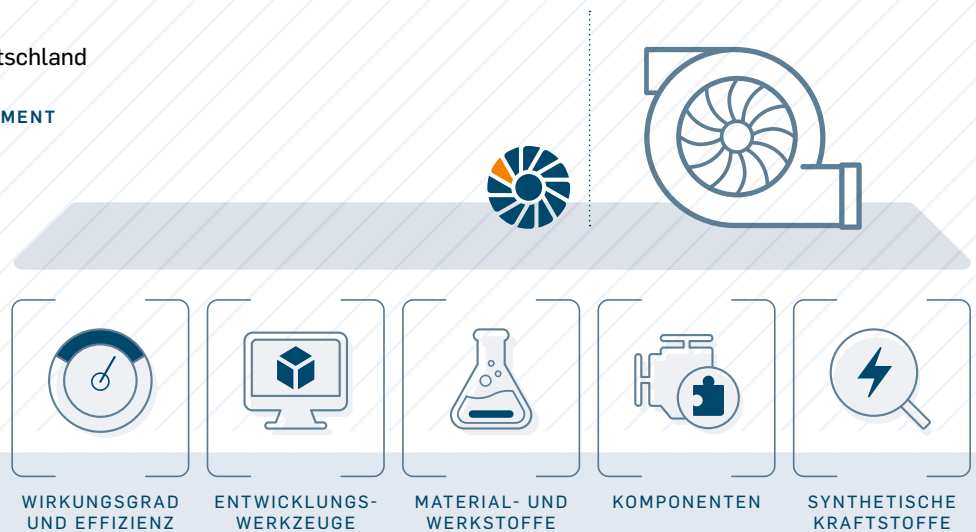 tschland
MENT
WIRKUNGSGRAD
UND EFFIZIENZ
ENTWICKLUNGS-
WERKZEUGE
MATERIAL- UND
WERKSTOFFE
KOMPONENTEN
SYNTHETISCHE
KRAFTSTOFFE